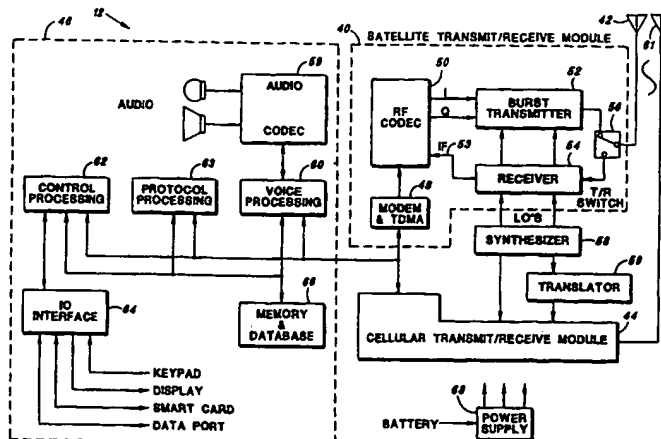 46
12
40
SATELLITE TRANSMIT/RECEIVE MODULE
42
61
59
AUDIO
CODEC
AUDIO
50
RF
CODEC
I
Q
52
BURST
TRANSMITTER
56
IF
53
54
RECEIVER
T/R
SWITCH
62
CONTROL
PROCESSING
63
PROTOCOL
PROCESSING
60
VOICE
PROCESSING
48
MODEM
& TDMA
LO'S
SYNTHESIZER
58
59
TRANSLATOR
IO
INTERFACE
64
66
MEMORY
&
DATABASE
CELLULAR TRANSMIT/RECEIVE MODULE
44
KEYPAD
DISPLAY
SMART CARD
DATA PORT
BATTERY
68
POWER
SUPPLY